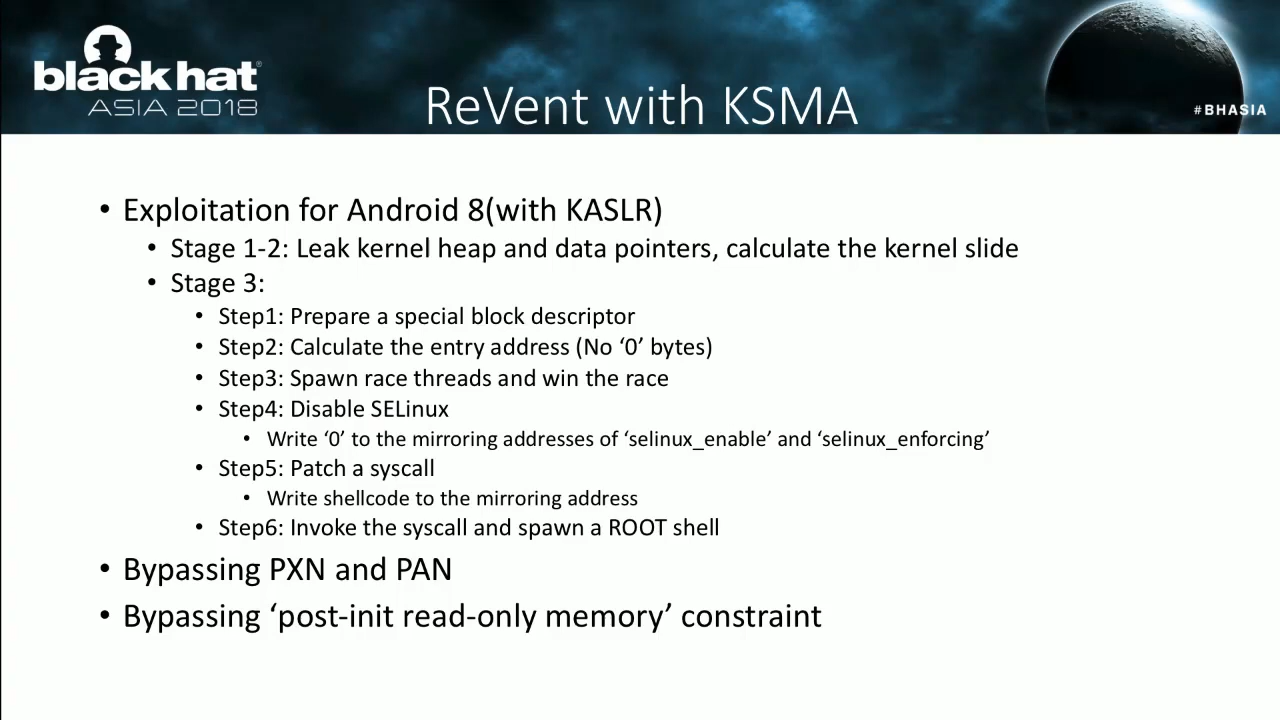 black hat®
ASIA 2018
ReVent with KSMA
#BHASIA
• Exploitation for Android 8(with KASLR)
• Stage 1-2: Leak kernel heap and data pointers, calculate the kernel slide
• Stage 3:
• Step1: Prepare a special block descriptor
• Step2: Calculate the entry address (No ‘0’ bytes)
• Step3: Spawn race threads and win the race
• Step4: Disable SELinux
• Write ‘0’ to the mirroring addresses of ‘selinux_enable’ and ‘selinux_enforcing’
• Step5: Patch a syscall
• Write shellcode to the mirroring address
• Step6: Invoke the syscall and spawn a ROOT shell
• Bypassing PXN and PAN
• Bypassing ‘post-init read-only memory’ constraint